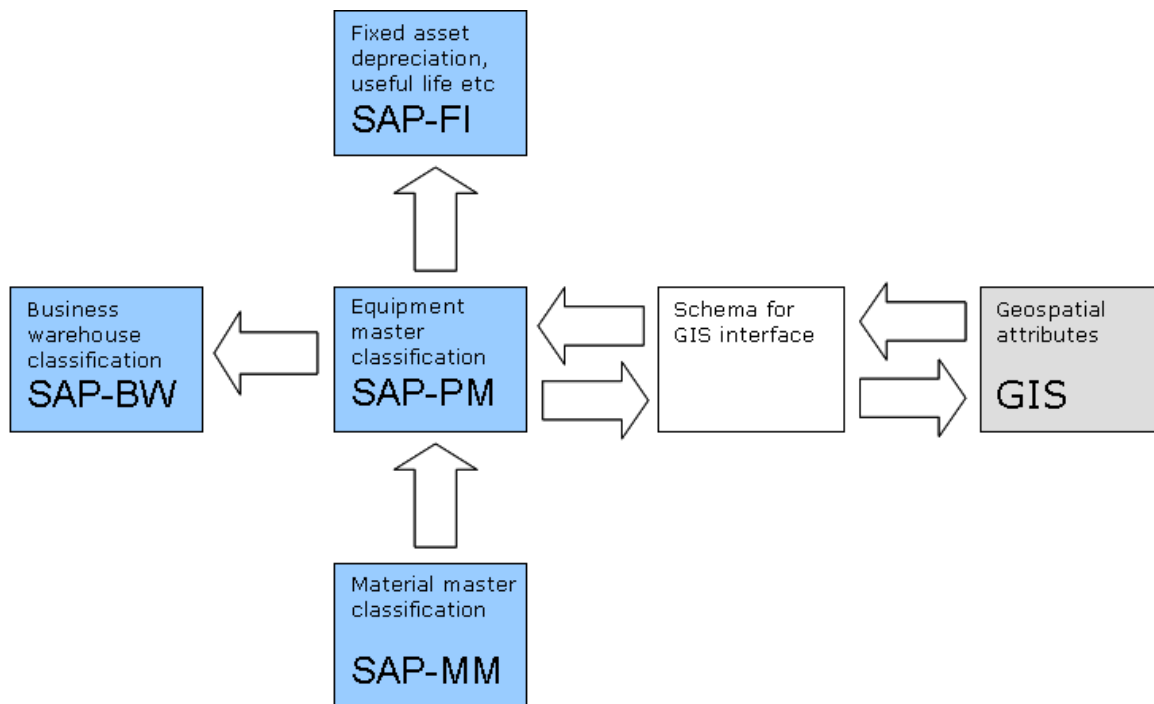 Fixed asset
depreciation,
useful life etc
SAP-FI
Business
warehouse
classification
SAP-BW
Equipment
master
classification
SAP-PM
Schema for
GIS interface
Geospatial
attributes
GIS
Material master
classification
SAP-MM